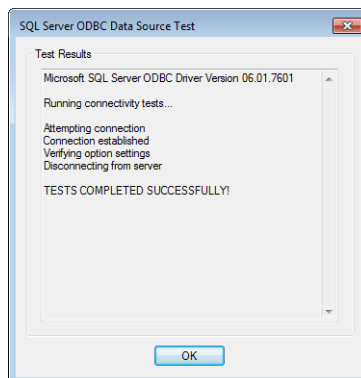 SQL Server ODBC Data Source Test
Test Results
Microsoft SQL Server ODBC Driver Version 06.01.7601
Running connectivity tests...
Attempting connection
Connection established
Verifying option settings
Disconnecting from server
TESTS COMPLETED SUCCESSFULLY!
OK